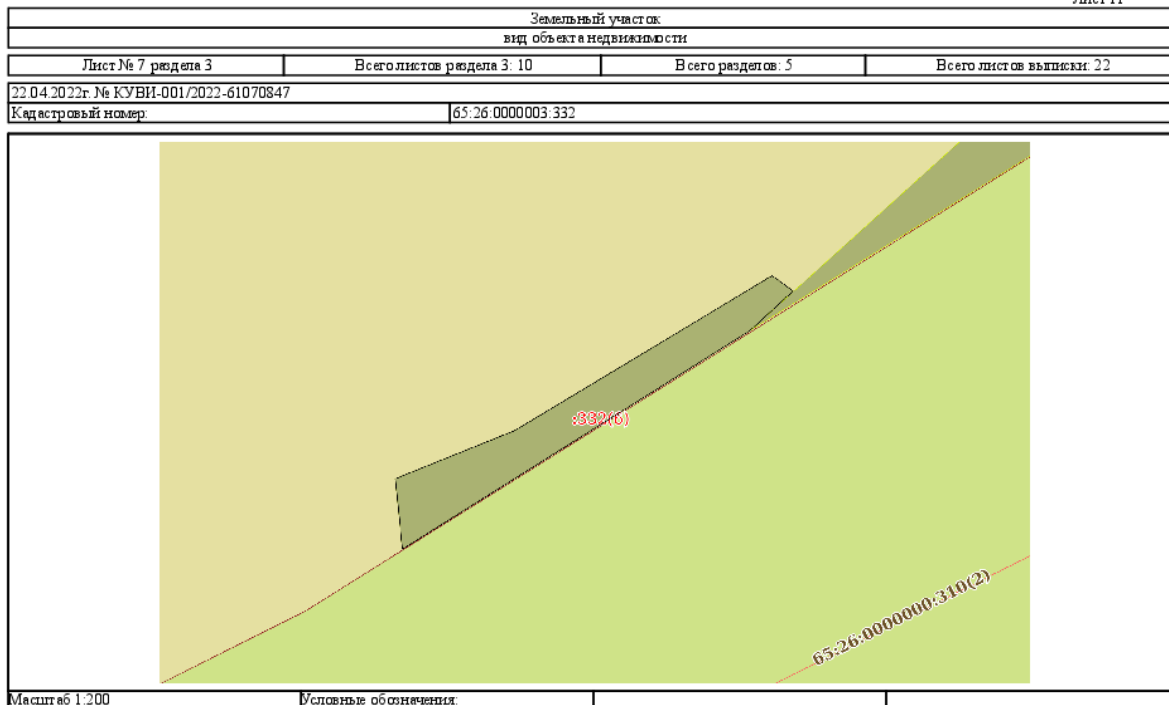 Лист 11
Земельный участок
вид объекта недвижимости
Лист № 7 раздела 3 Всего листов раздела 3: 10 Всего разделов: 5 Всего листов выписки: 22
22.04.2022г. № КУВИ-001/2022-61070847
Кадастровый номер: 65:26:0000003:332
:332(6)
65:26:0000000:310(2)
Масштаб 1:200 Условные обозначения: